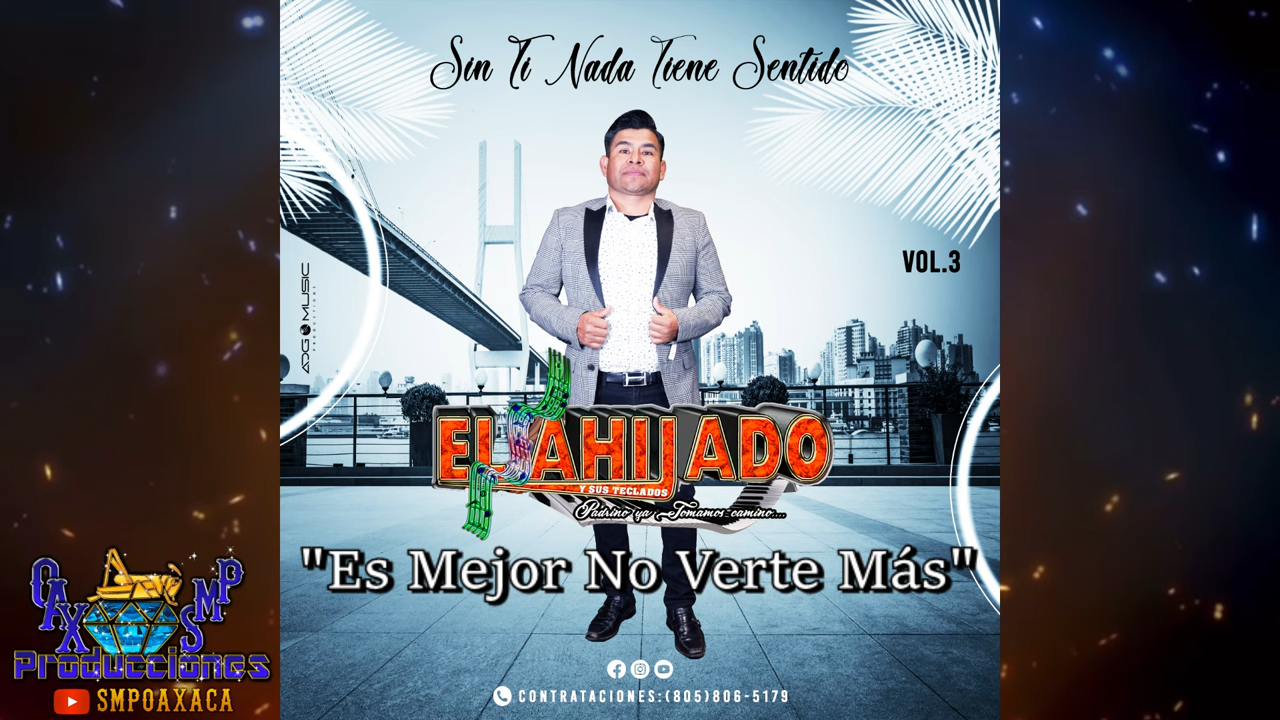 Sin Ti Nada Tiene Sentido
VOL.3
ADG MUSIC
EL AHIJADO
Y SUS TECLADOS
Padrino ya Tomamos camino....
"Es Mejor No Verte Más"
OAX SMP
Producciones
SMPOAXACA
CONTRATACIONES:(805)806-5179